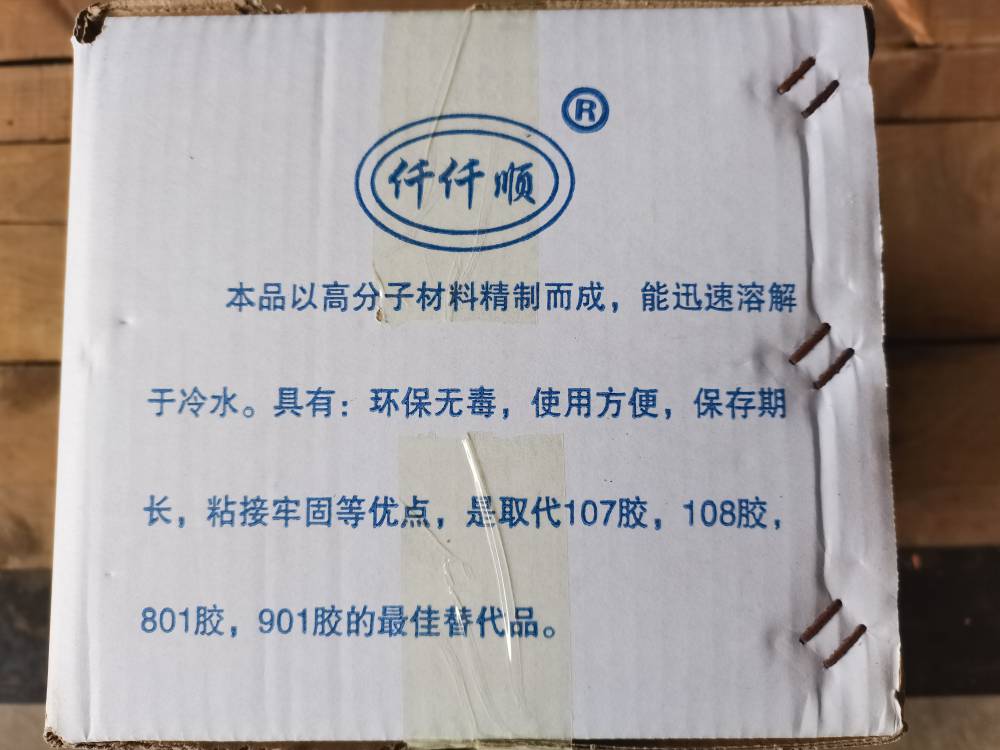 仟仟顺
®
本品以高分子材料精制而成，能迅速溶解
于冷水。具有：环保无毒，使用方便，保存期
长，粘接牢固等优点，是取代107胶，108胶，
801胶，901胶的最佳替代品。